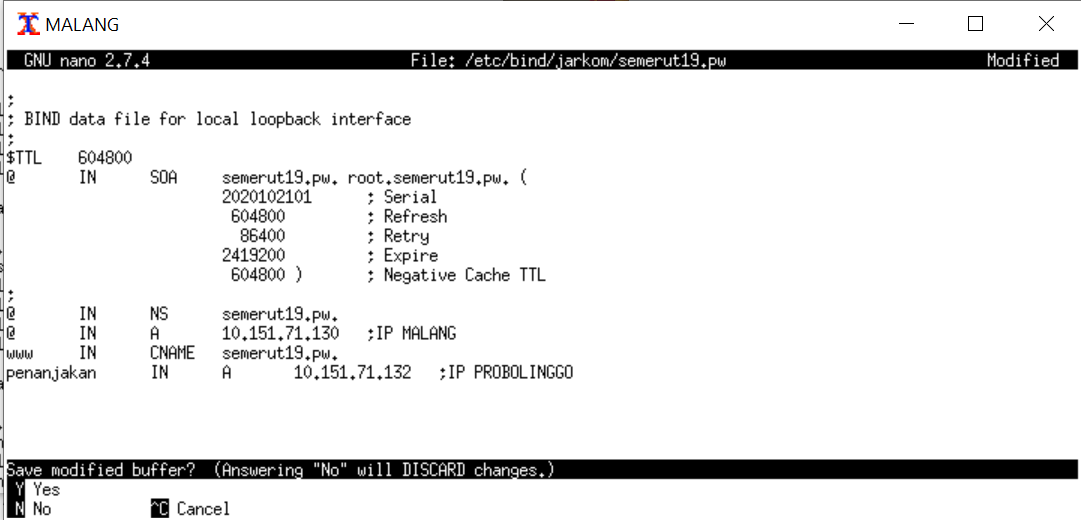 MALANG
GNU nano 2.7.4 File: /etc/bind/jarkom/semerut19.pw Modified
;
; BIND data file for local loopback interface
;
$TTL 604800
@ IN SOA semerut19.pw. root.semerut19.pw. (
2020102101 ; Serial
604800 ; Refresh
86400 ; Retry
2419200 ; Expire
604800 ) ; Negative Cache TTL
;
@ IN NS semerut19.pw.
@ IN A 10.151.71.130 ;IP MALANG
www IN CNAME semerut19.pw.
penanjakan IN A 10.151.71.132 ;IP PROBOLINGGO
Save modified buffer? (Answering "No" will DISCARD changes.)
Y Yes
N No ^C Cancel